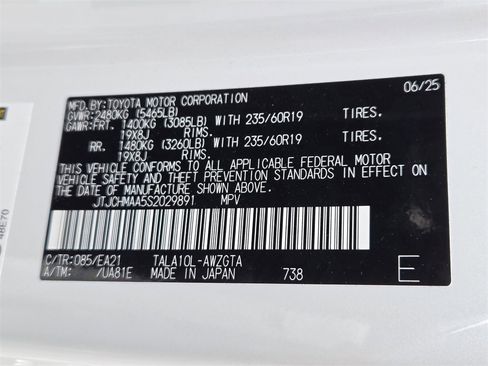 06/25
MFD.BY:TOYOTA MOTOR CORPORATION
GVWR:2480KG (5465LB)
GAWR:FRT. 1400KG (3085LB) WITH 235/60R19 TIRES.
19X8J RIMS.
RR. 1480KG (3260LB) WITH 235/60R19 TIRES.
19X8J RIMS.
THIS VEHICLE CONFORMS TO ALL APPLICABLE FEDERAL MOTOR
VEHICLE SAFETY AND THEFT PREVENTION STANDARDS IN EFFECT ON
THE DATE OF MANUFACTURE SHOWN ABOVE.
JTJCHMAA5S2029891 MPV
C/TR:085/EA21 TALA10L-AWZGTA
A/TM: /UA81E MADE IN JAPAN 738 E
48E70